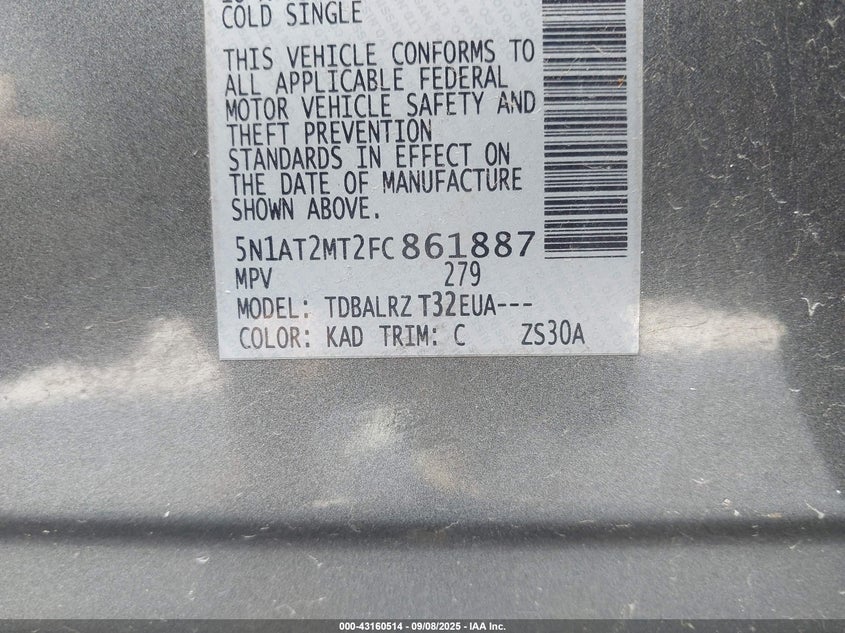 COLD SINGLE
THIS VEHICLE CONFORMS TO
ALL APPLICABLE FEDERAL
MOTOR VEHICLE SAFETY AND
THEFT PREVENTION
STANDARDS IN EFFECT ON
THE DATE OF MANUFACTURE
SHOWN ABOVE.
5N1AT2MT2FC861887
MPV 279
MODEL: TDBALRZ T32EUA---
COLOR: KAD TRIM: C ZS30A
000-43160514 - 09/08/2025 - IAA Inc.